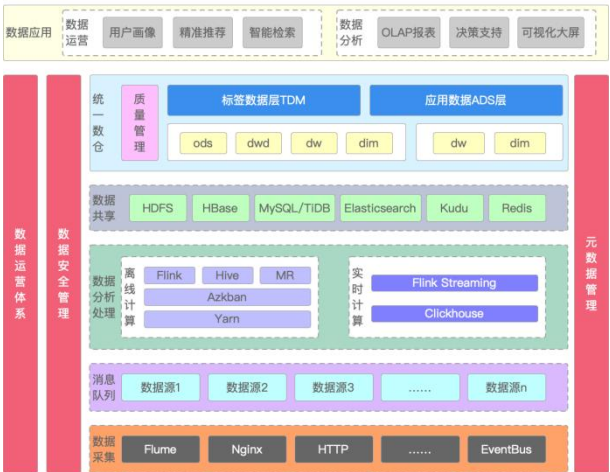 数据应用
数据运营
用户画像
精准推荐
智能检索
数据分析
OLAP报表
决策支持
可视化大屏
数据运营体系
数据安全管理
统一数仓
质量管理
标签数据层TDM
应用数据ADS层
ods
dwd
dw
dim
dw
dim
数据共享
HDFS
HBase
MySQL/TiDB
Elasticsearch
Kudu
Redis
数据分析处理
离线计算
Flink
Hive
MR
Azkban
Yarn
实时计算
Flink Streaming
Clickhouse
消息队列
数据源1
数据源2
数据源3
......
数据源n
数据采集
Flume
Nginx
HTTP
......
EventBus
元数据管理